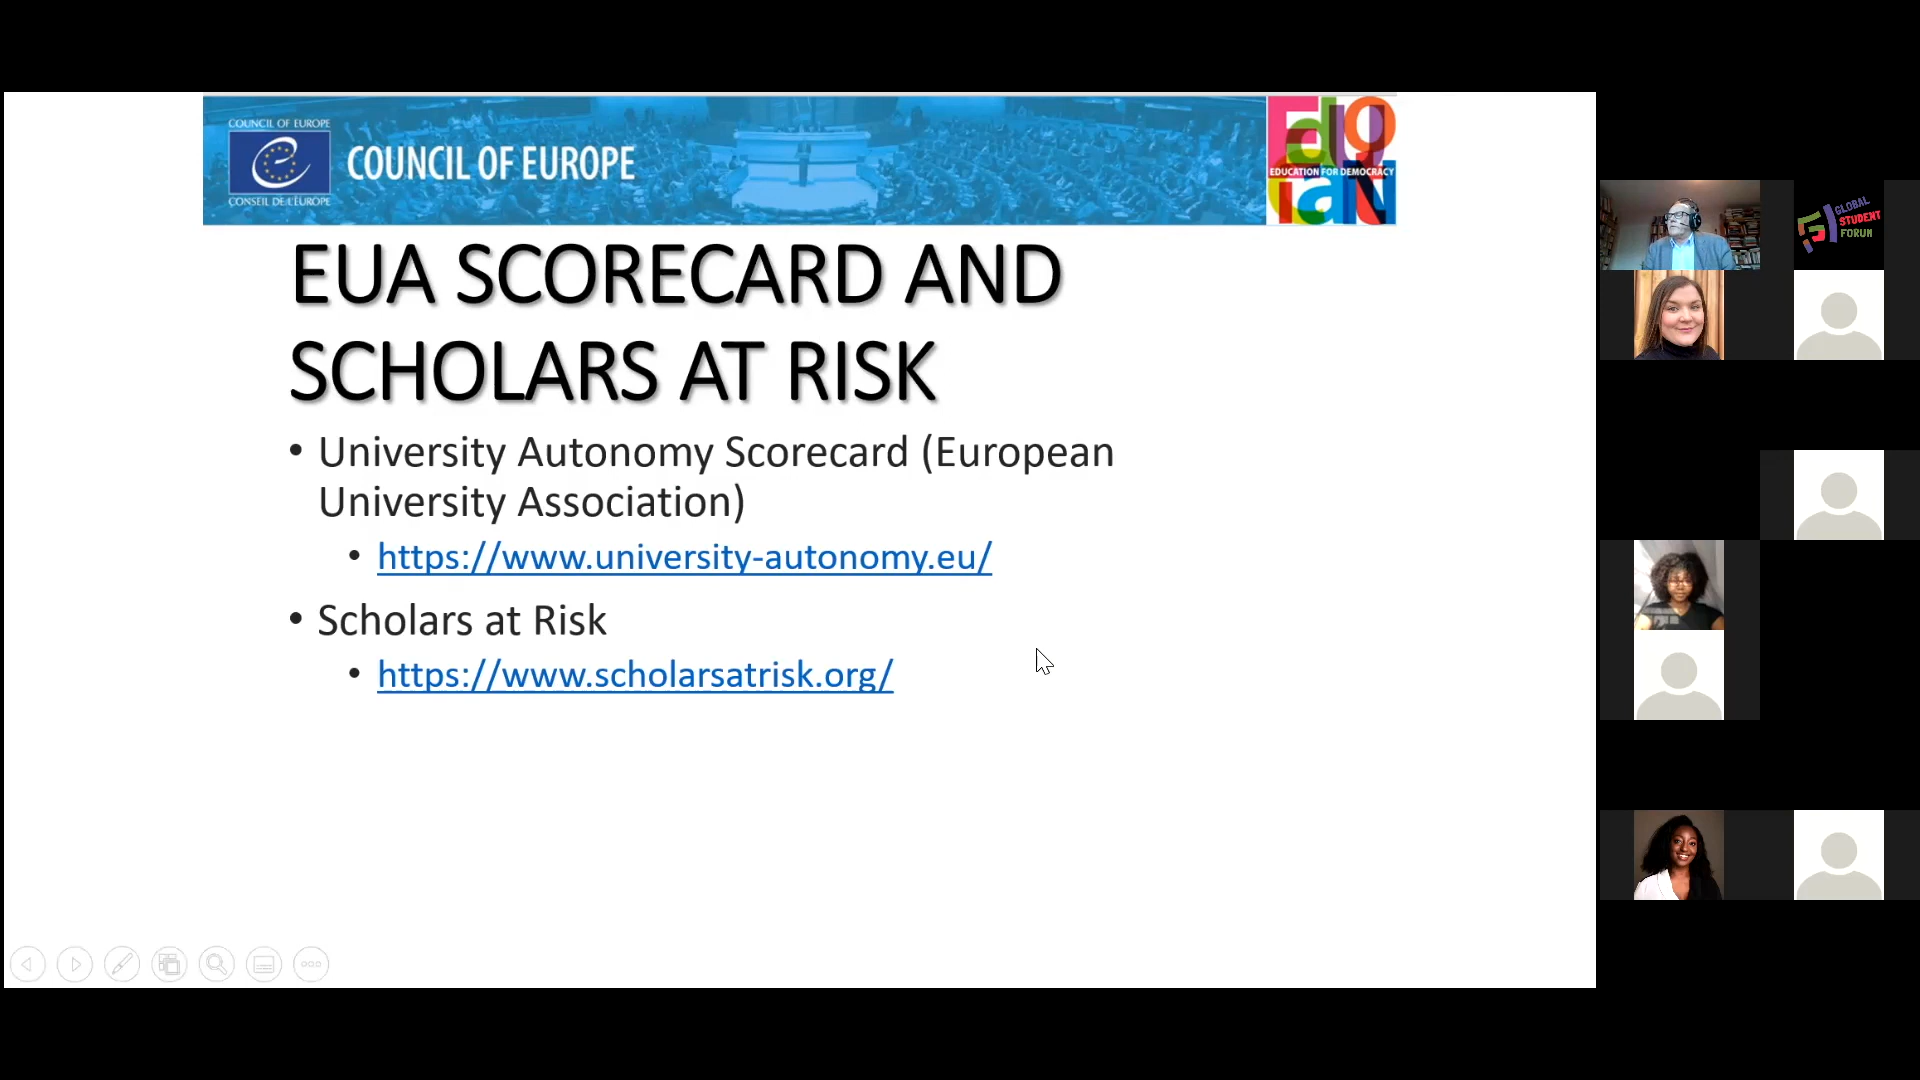 COUNCIL OF EUROPE
COUNCIL OF EUROPE
CONSEIL DE L'EUROPE
EDUCATION FOR DEMOCRACY
EUA SCORECARD AND
SCHOLARS AT RISK
• University Autonomy Scorecard (European
University Association)
• https://www.university-autonomy.eu/
• Scholars at Risk
• https://www.scholarsatrisk.org/
GLOBAL
STUDENT
FORUM